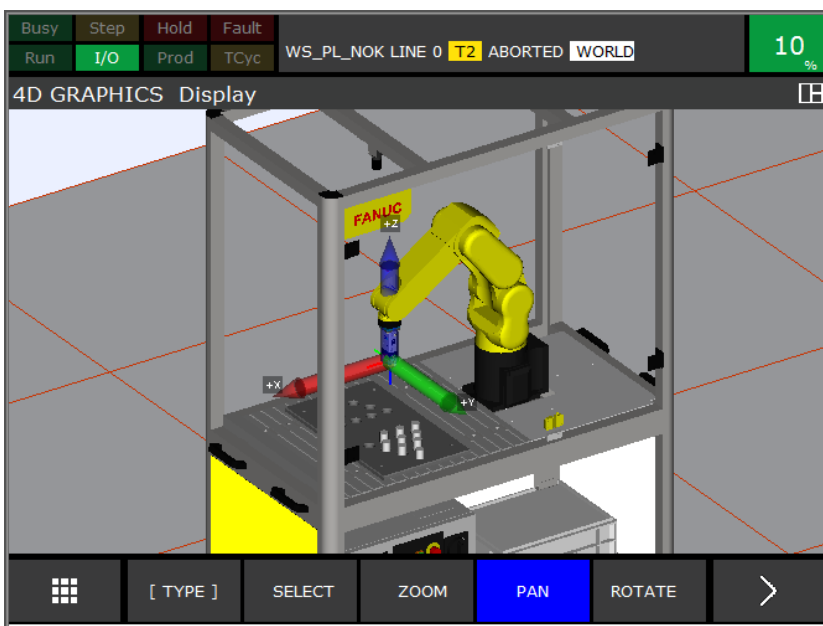 Busy Step Hold Fault
Run I/O Prod TCyc
WS_PL_NOK LINE 0 T2 ABORTED WORLD
10
%
4D GRAPHICS Display
FANUC
+Z
+X
+Y
[ TYPE ] SELECT ZOOM PAN ROTATE